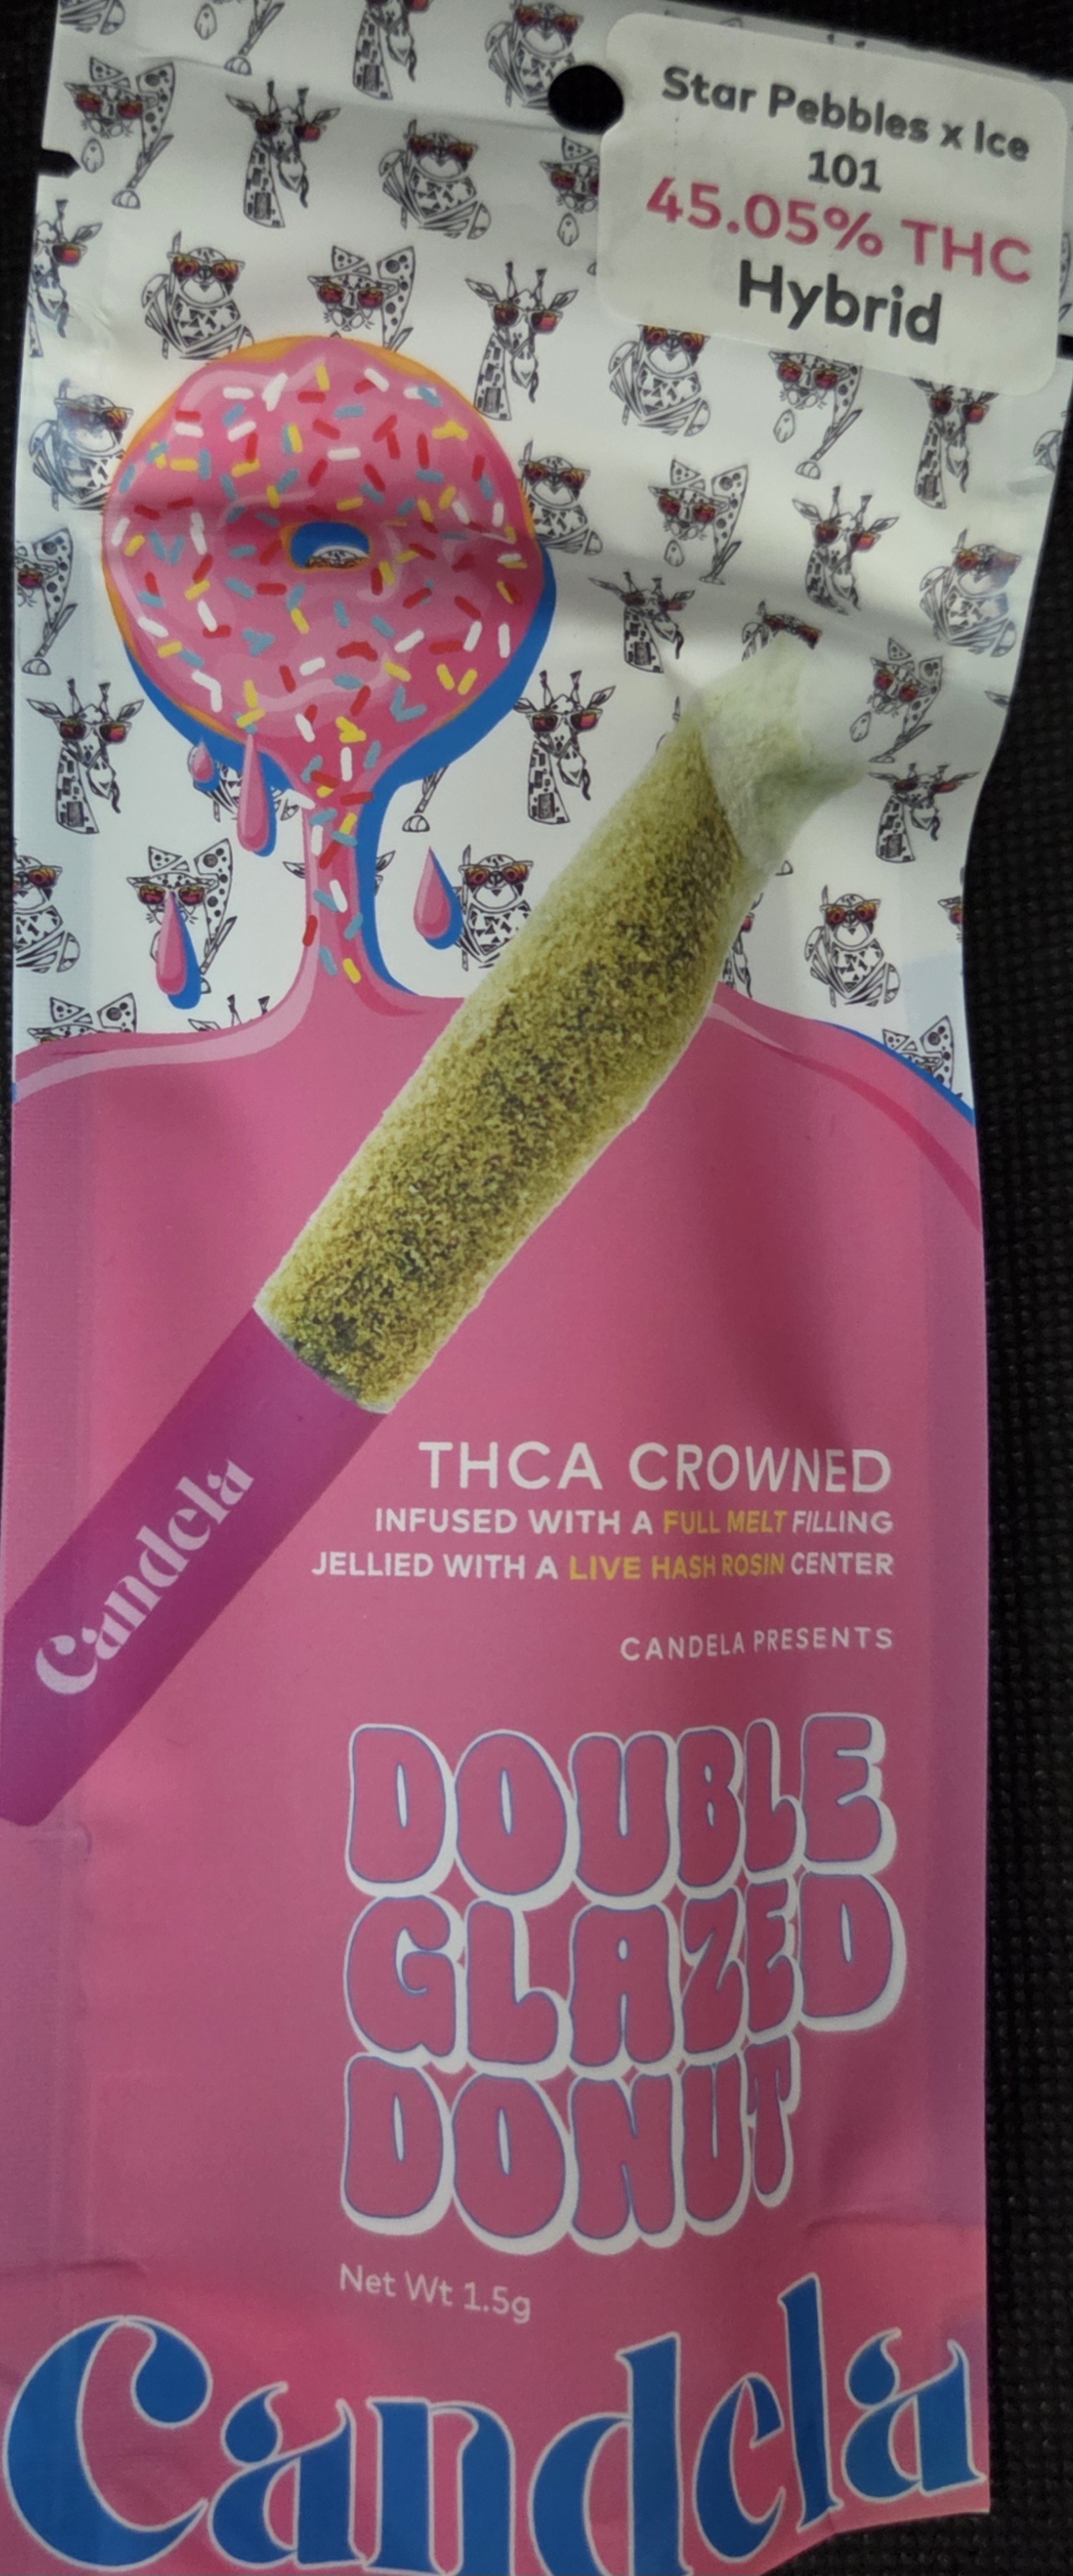 Star Pebbles x Ice
101
45.05% THC
Hybrid
Candela
THCA CROWNED
INFUSED WITH A FULL MELT FILLING
JELLIED WITH A LIVE HASH ROSIN CENTER
CANDELA PRESENTS
DOUBLE
GLAZED
DONUT
Net Wt 1.5g
Candela